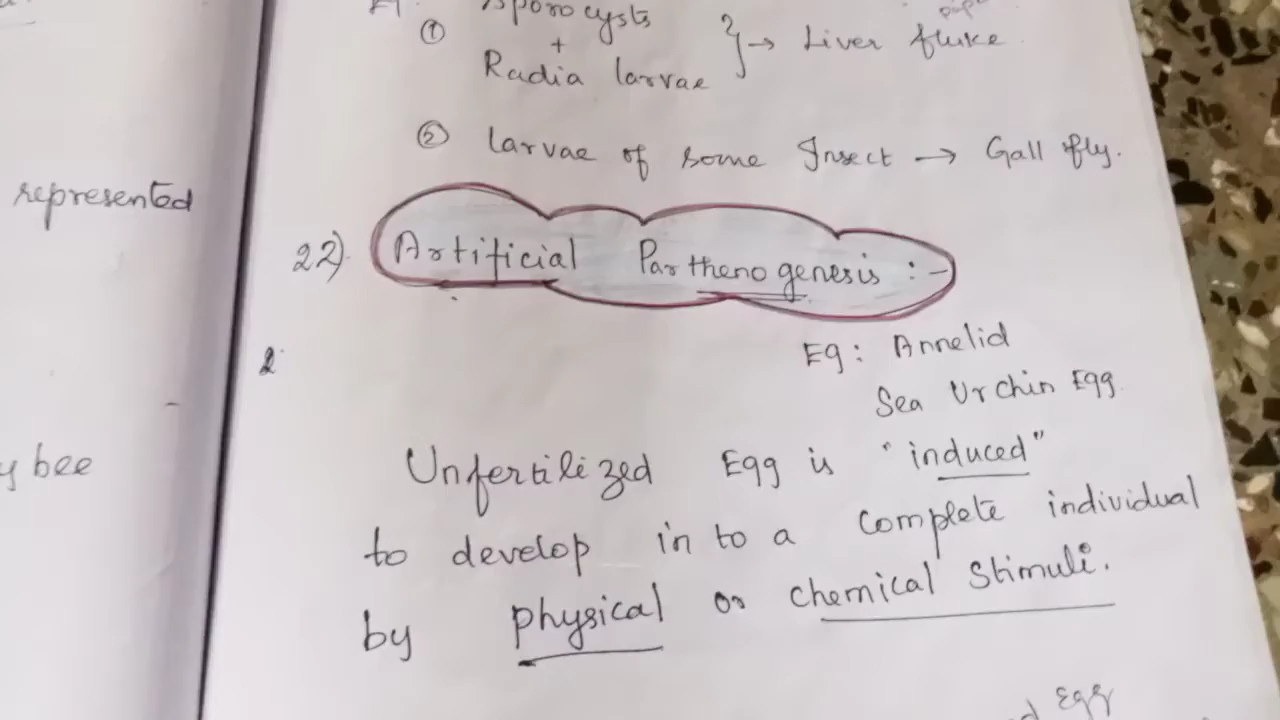 represented
y bee
① Sporocysts
+
Radia larvae } → Liver fluke
② larvae of some Insect → Gall fly.
22) Artificial Parthenogenesis :-
Eg: Annelid
Sea Urchin Egg
Unfertilized Egg is "induced"
to develop in to a complete individual
by physical or chemical stimuli.
Egg